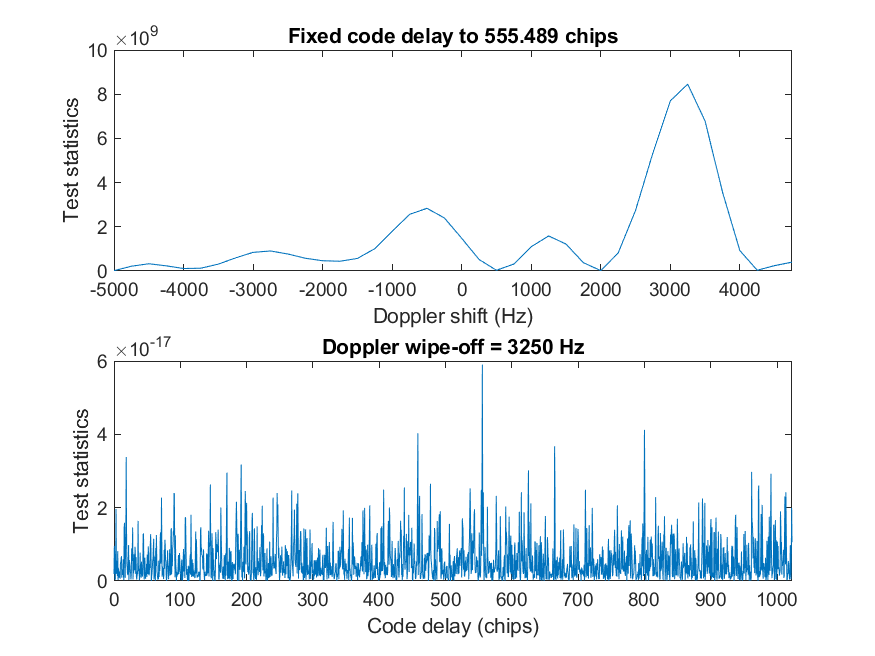 Fixed code delay to 555.489 chips
×10^9
10
8
6
4
2
0
Test statistics
-5000 -4000 -3000 -2000 -1000 0 1000 2000 3000 4000
Doppler shift (Hz)
Doppler wipe-off = 3250 Hz
×10^-17
6
4
2
0
Test statistics
0 100 200 300 400 500 600 700 800 900 1000
Code delay (chips)